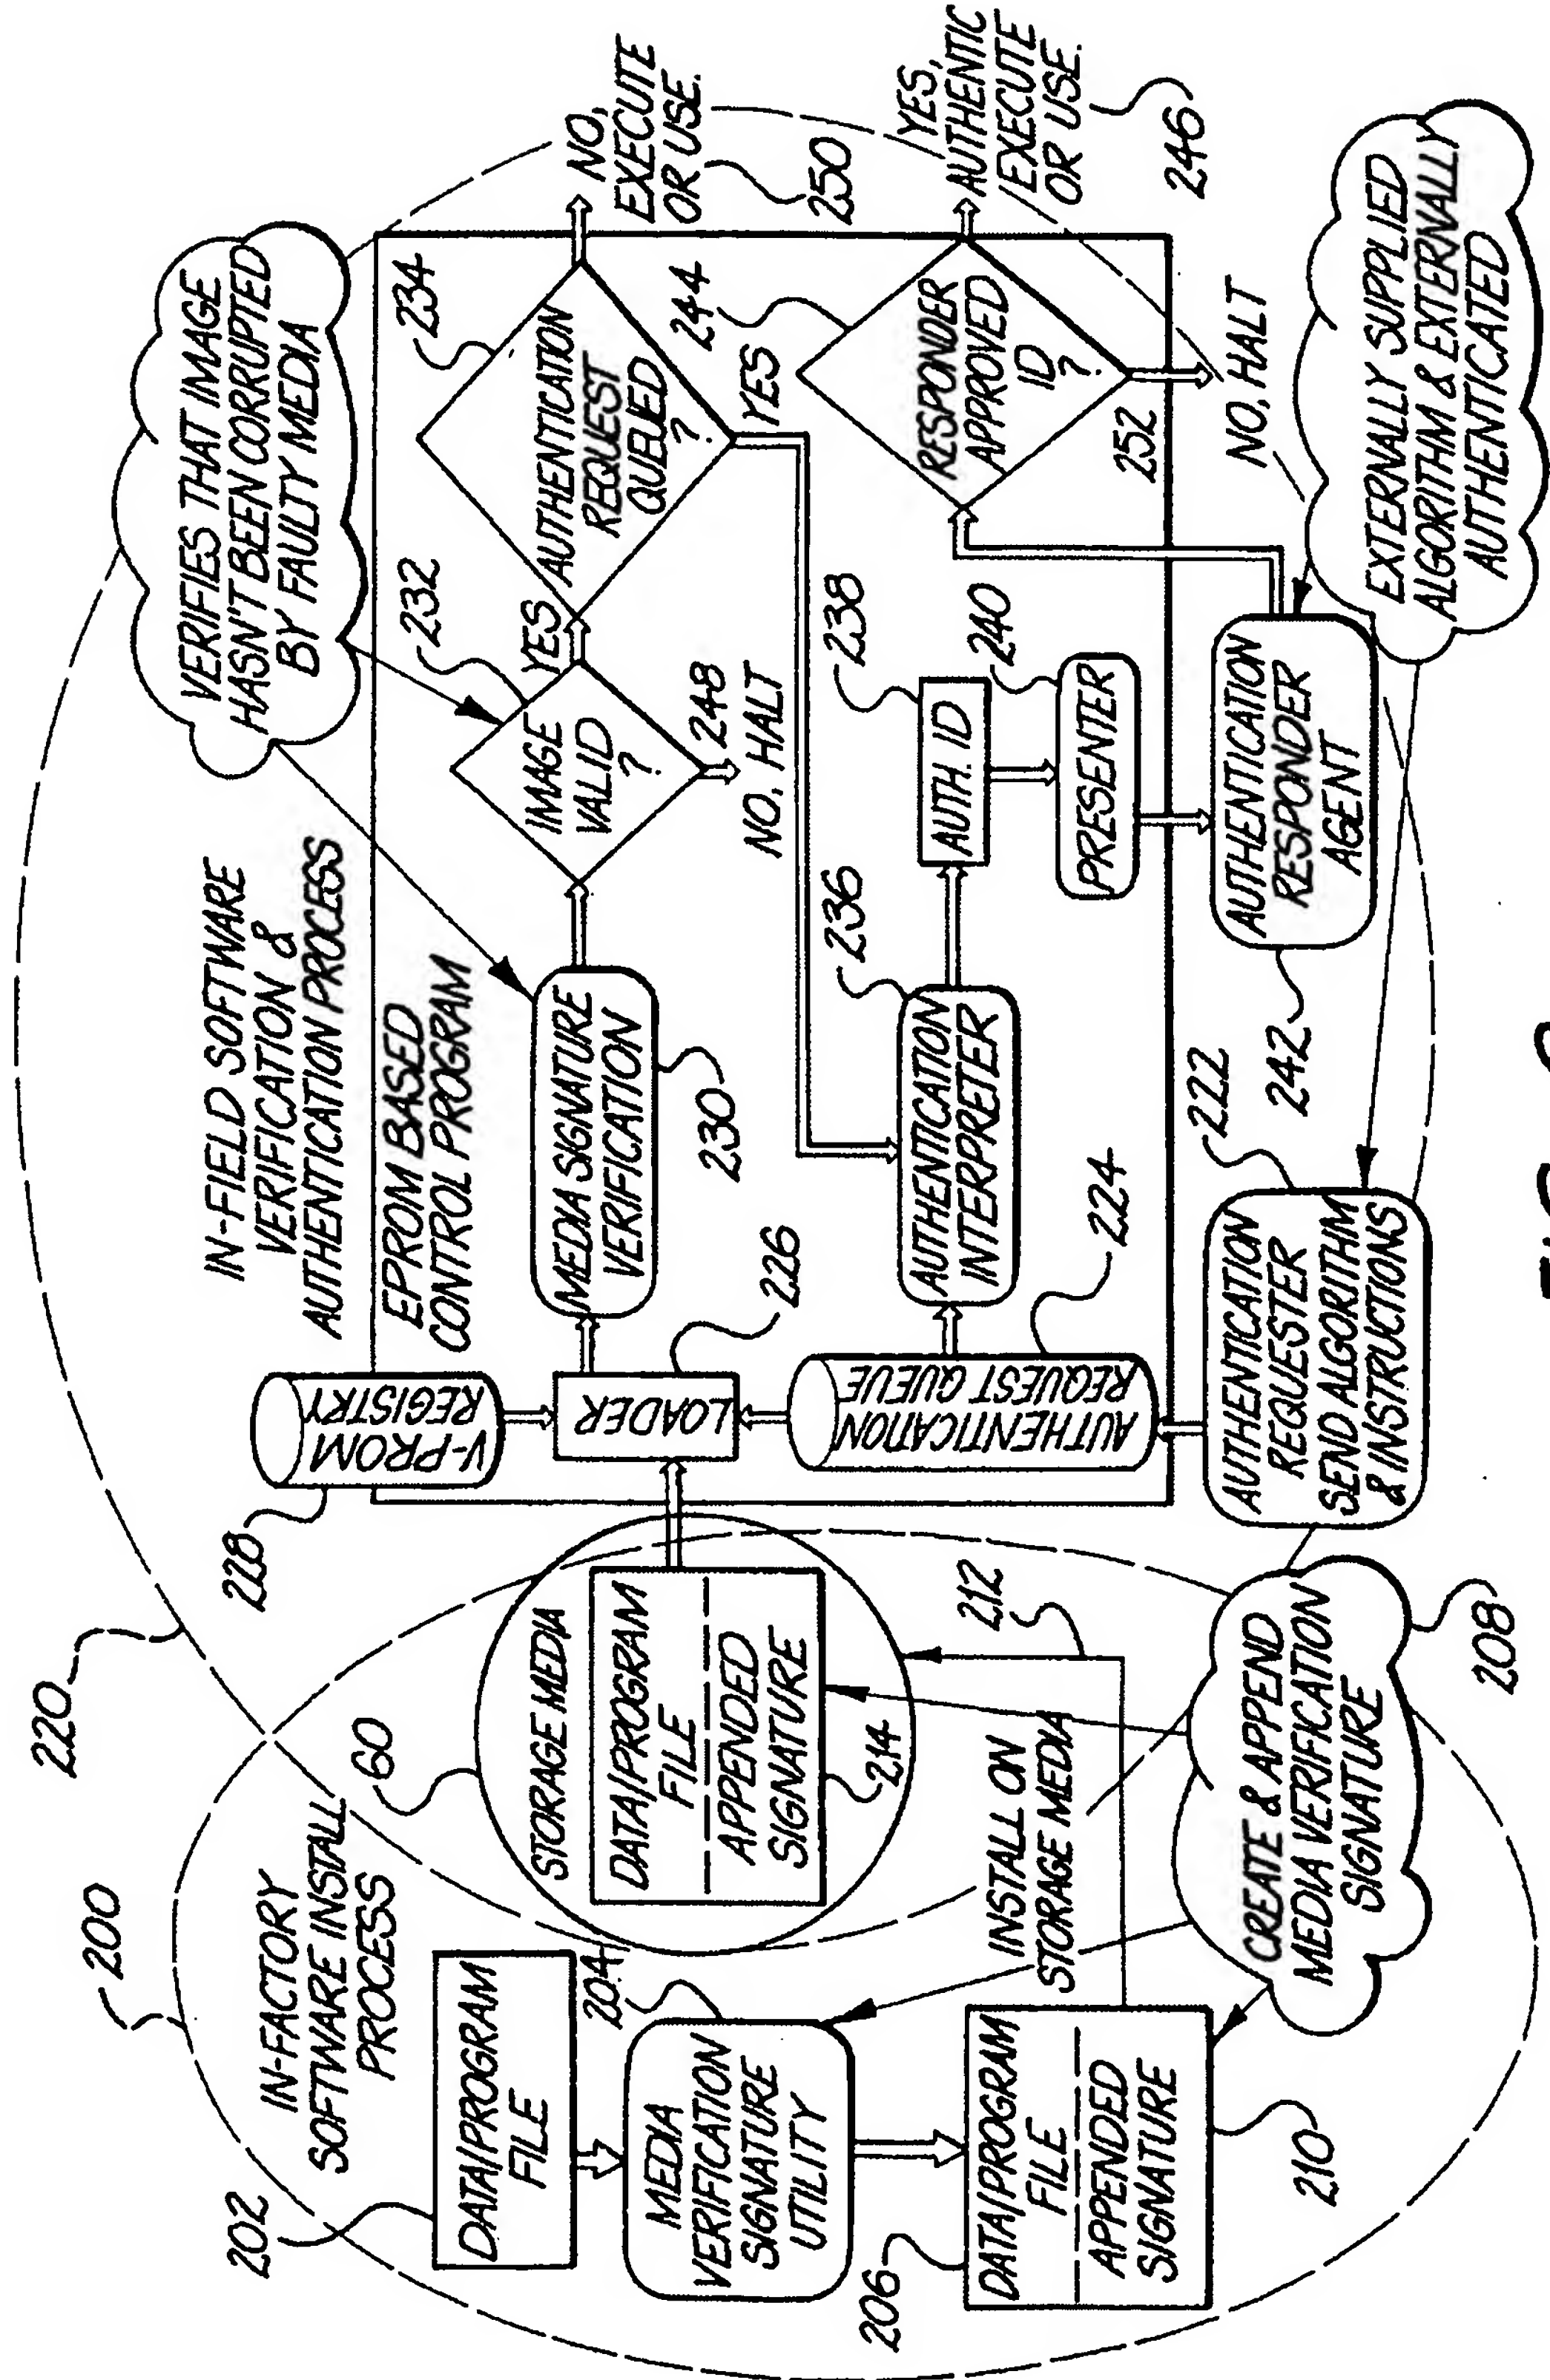 200
IN-FACTORY
SOFTWARE INSTALL
PROCESS
202
DATA/PROGRAM
FILE
204
MEDIA
VERIFICATION
SIGNATURE
UTILITY
206
DATA/PROGRAM
FILE
APPENDED
SIGNATURE
210
INSTALL ON
STORAGE MEDIA
212
CREATE & APPEND
MEDIA VERIFICATION
SIGNATURE
208
60
STORAGE MEDIA
DATA/PROGRAM
FILE
APPENDED
SIGNATURE
214
220
IN-FIELD SOFTWARE
VERIFICATION &
AUTHENTICATION PROCESS
228
V-PROM
REGISTRY
EPROM BASED
CONTROL PROGRAM
LOADER
226
AUTHENTICATION
REQUEST QUEUE
224
AUTHENTICATION
REQUESTER
SEND ALGORITHM
& INSTRUCTIONS
222
MEDIA SIGNATURE
VERIFICATION
230
VERIFIES THAT IMAGE
HASN'T BEEN CORRUPTED
BY FAULTY MEDIA
232
IMAGE
VALID
?
YES
248
NO, HALT
234
AUTHENTICATION
REQUEST
QUEUED
?
YES
NO,
EXECUTE
OR USE.
250
236
AUTHENTICATION
INTERPRETER
238
AUTH. ID
240
PRESENTER
AUTHENTICATION
RESPONDER
AGENT
242
244
RESPONDER
APPROVED
ID
?
YES,
AUTHENTIC
/EXECUTE
OR USE.
246
252
NO, HALT
EXTERNALLY SUPPLIED
ALGORITHM & EXTERNALLY
AUTHENTICATED